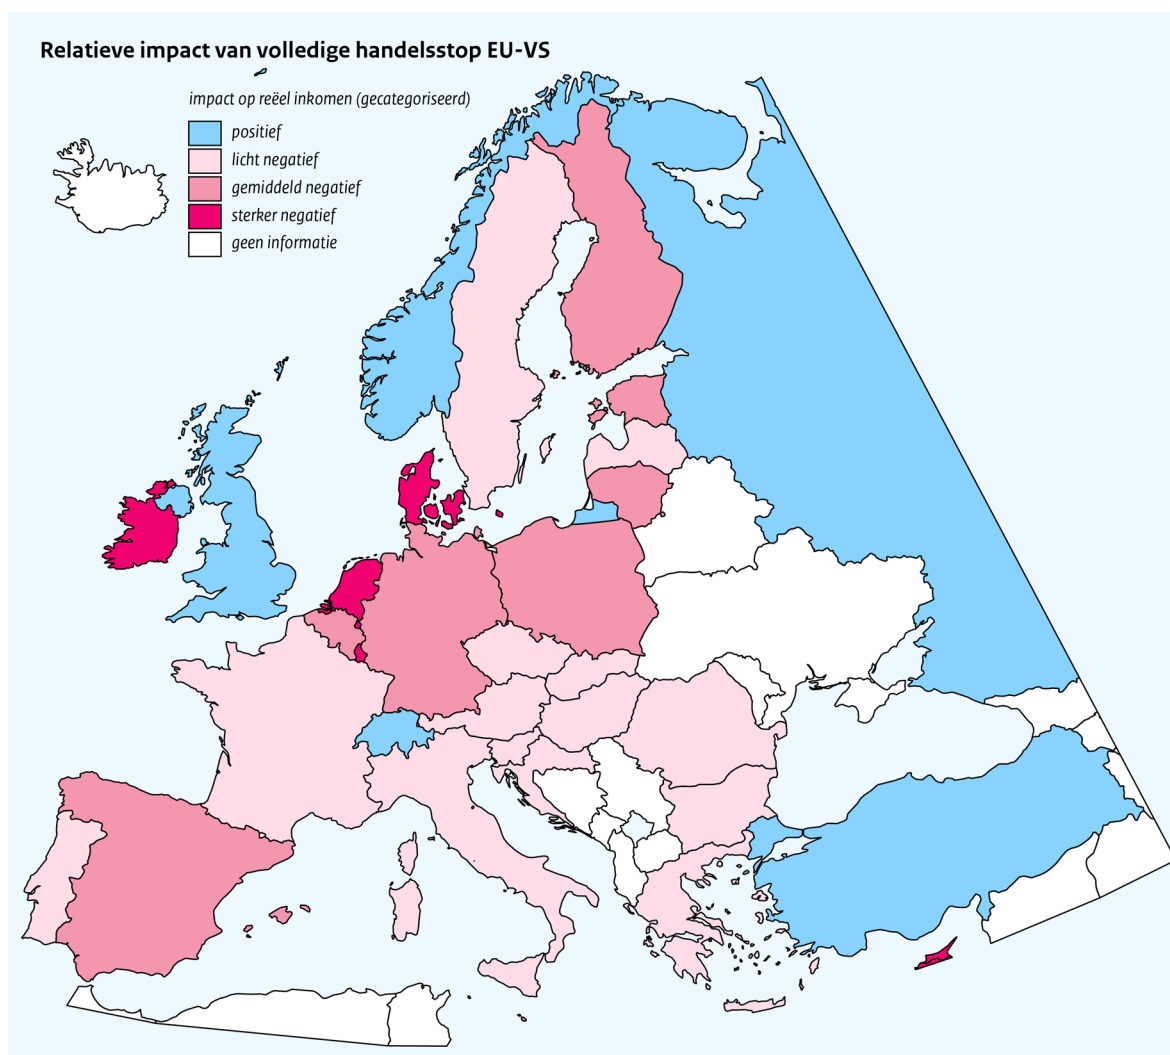 Relatieve impact van volledige handelsstop EU-VS
impact op reëel inkomen (gecategoriseerd)
positief
licht negatief
gemiddeld negatief
sterker negatief
geen informatie